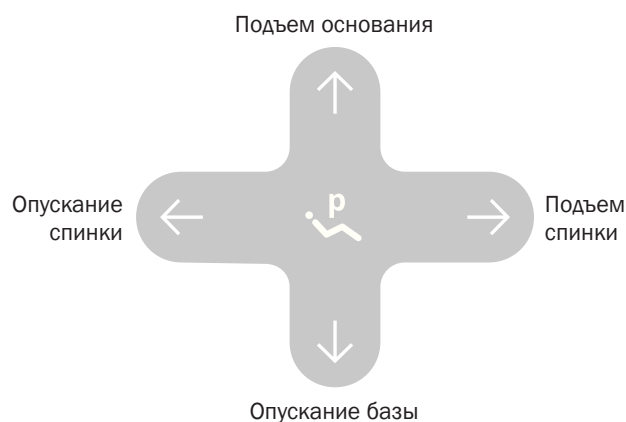 Подъем основания
Опускание
спинки
p
Подъем
спинки
Опускание базы